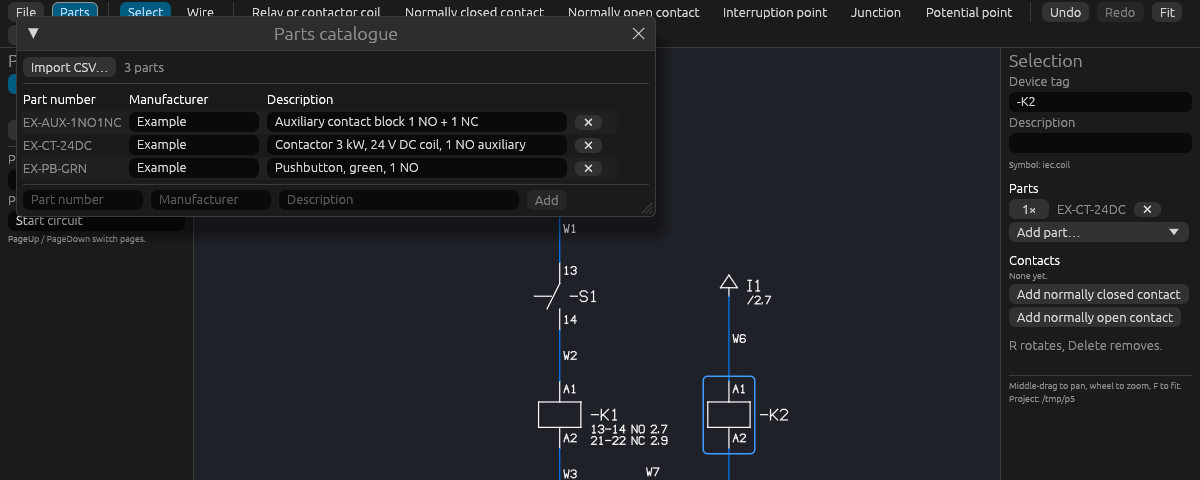 File Parts Select Wire Relay or contactor coil Normally closed contact Normally open contact Interruption point Junction Potential point Undo Redo Fit
Parts catalogue
Import CSV... 3 parts
Part number Manufacturer Description
EX-AUX-1NO1NC Example Auxiliary contact block 1 NO + 1 NC
EX-CT-24DC Example Contactor 3 kW, 24 V DC coil, 1 NO auxiliary
EX-PB-GRN Example Pushbutton, green, 1 NO
Part number Manufacturer Description Add
Start circuit
PageUp / PageDown switch pages.
W1
13
-S1
14
W2
A1
-K1
13-14 NO 2.7
21-22 NC 2.9
A2
W3
W7
I1
/2.7
W6
A1
-K2
A2
Selection
Device tag
-K2
Description
Symbol: iec.coil
Parts
1× EX-CT-24DC
Add part...
Contacts
None yet.
Add normally closed contact
Add normally open contact
R rotates, Delete removes.
Middle-drag to pan, wheel to zoom, F to fit.
Project: /tmp/p5